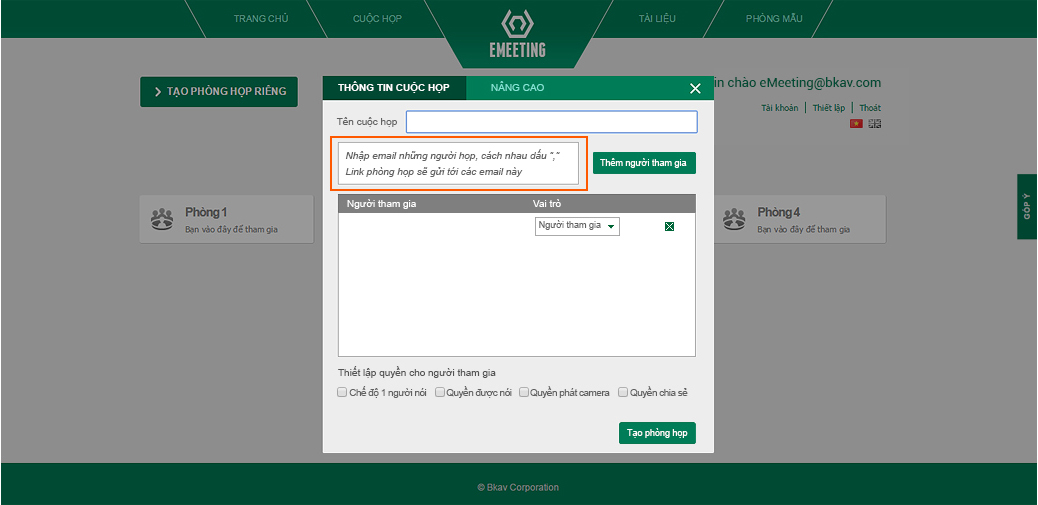 TRANG CHỦ
CUỘC HỌP
EMEETING
TÀI LIỆU
PHÒNG MẪU
TẠO PHÒNG HỌP RIÊNG
in chào eMeeting@bkav.com
Tài khoản | Thiết lập | Thoát
THÔNG TIN CUỘC HỌP
NÂNG CAO
Tên cuộc họp
Nhập email những người họp, cách nhau dấu ","
Link phòng họp sẽ gửi tới các email này
Thêm người tham gia
Người tham gia
Vai trò
Người tham gia
Phòng 1
Bạn vào đây để tham gia
Phòng 4
Bạn vào đây để tham gia
GÓP Ý
Thiết lập quyền cho người tham gia
Chế độ 1 người nói
Quyền được nói
Quyền phát camera
Quyền chia sẻ
Tạo phòng họp
© Bkav Corporation